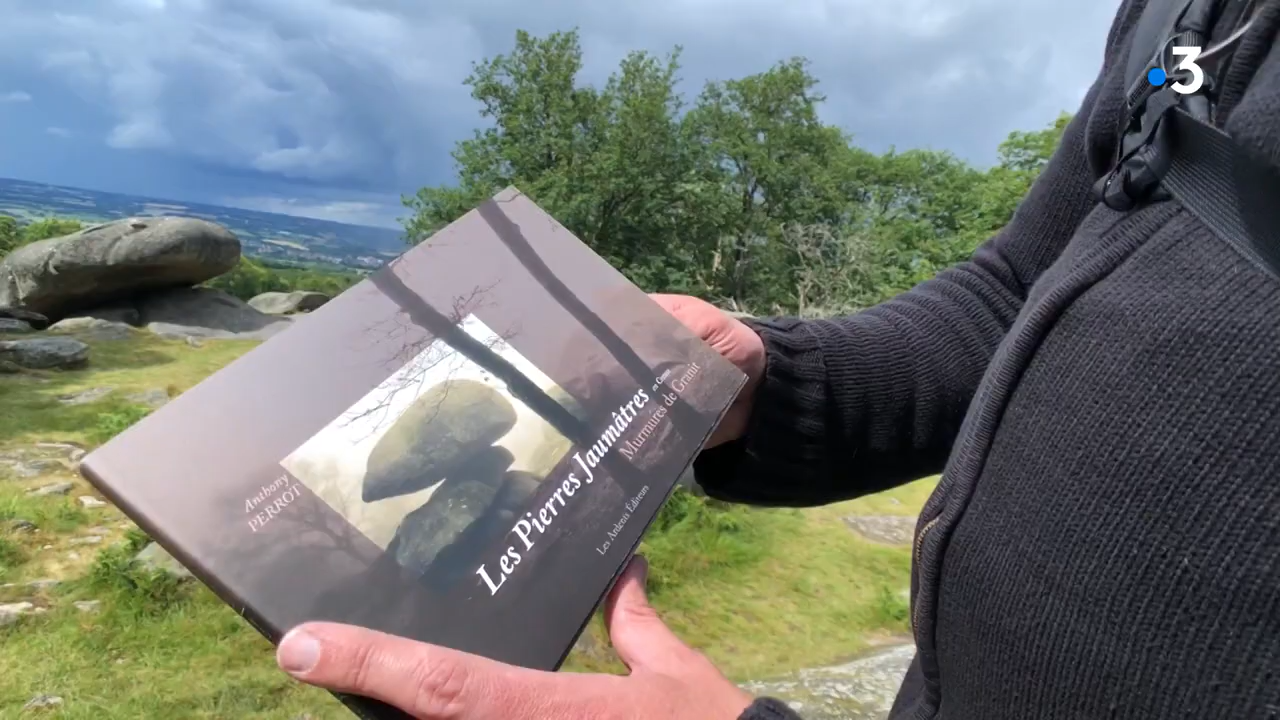 Anthony
PERROT
Les Pierres Jaumâtres
en Creuse
Murmures de Granit
Les Ardents Éditeurs
3